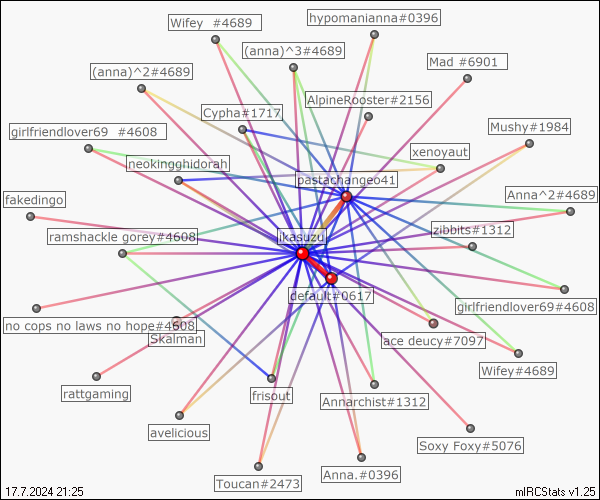 Wifey  #4689
hypomanianna#0396
(anna)^3#4689
Mad #6901
(anna)^2#4689
AlpineRooster#2156
Cypha#1717
Mushy#1984
girlfriendlover69  #4608
xenoyaut
neokingghidorah
pastachangeo41
Anna^2#4689
fakedingo
zibbits#1312
ramshackle gorey#4608
ikasuzu
default#0617
girlfriendlover69#4608
no cops no laws no hope#4608
Skalman
ace deucy#7097
Wifey#4689
rattgaming
frisout
Annarchist#1312
avelicious
Soxy Foxy#5076
Toucan#2473
Anna.#0396
17.7.2024 21:25
mIRCStats v1.25